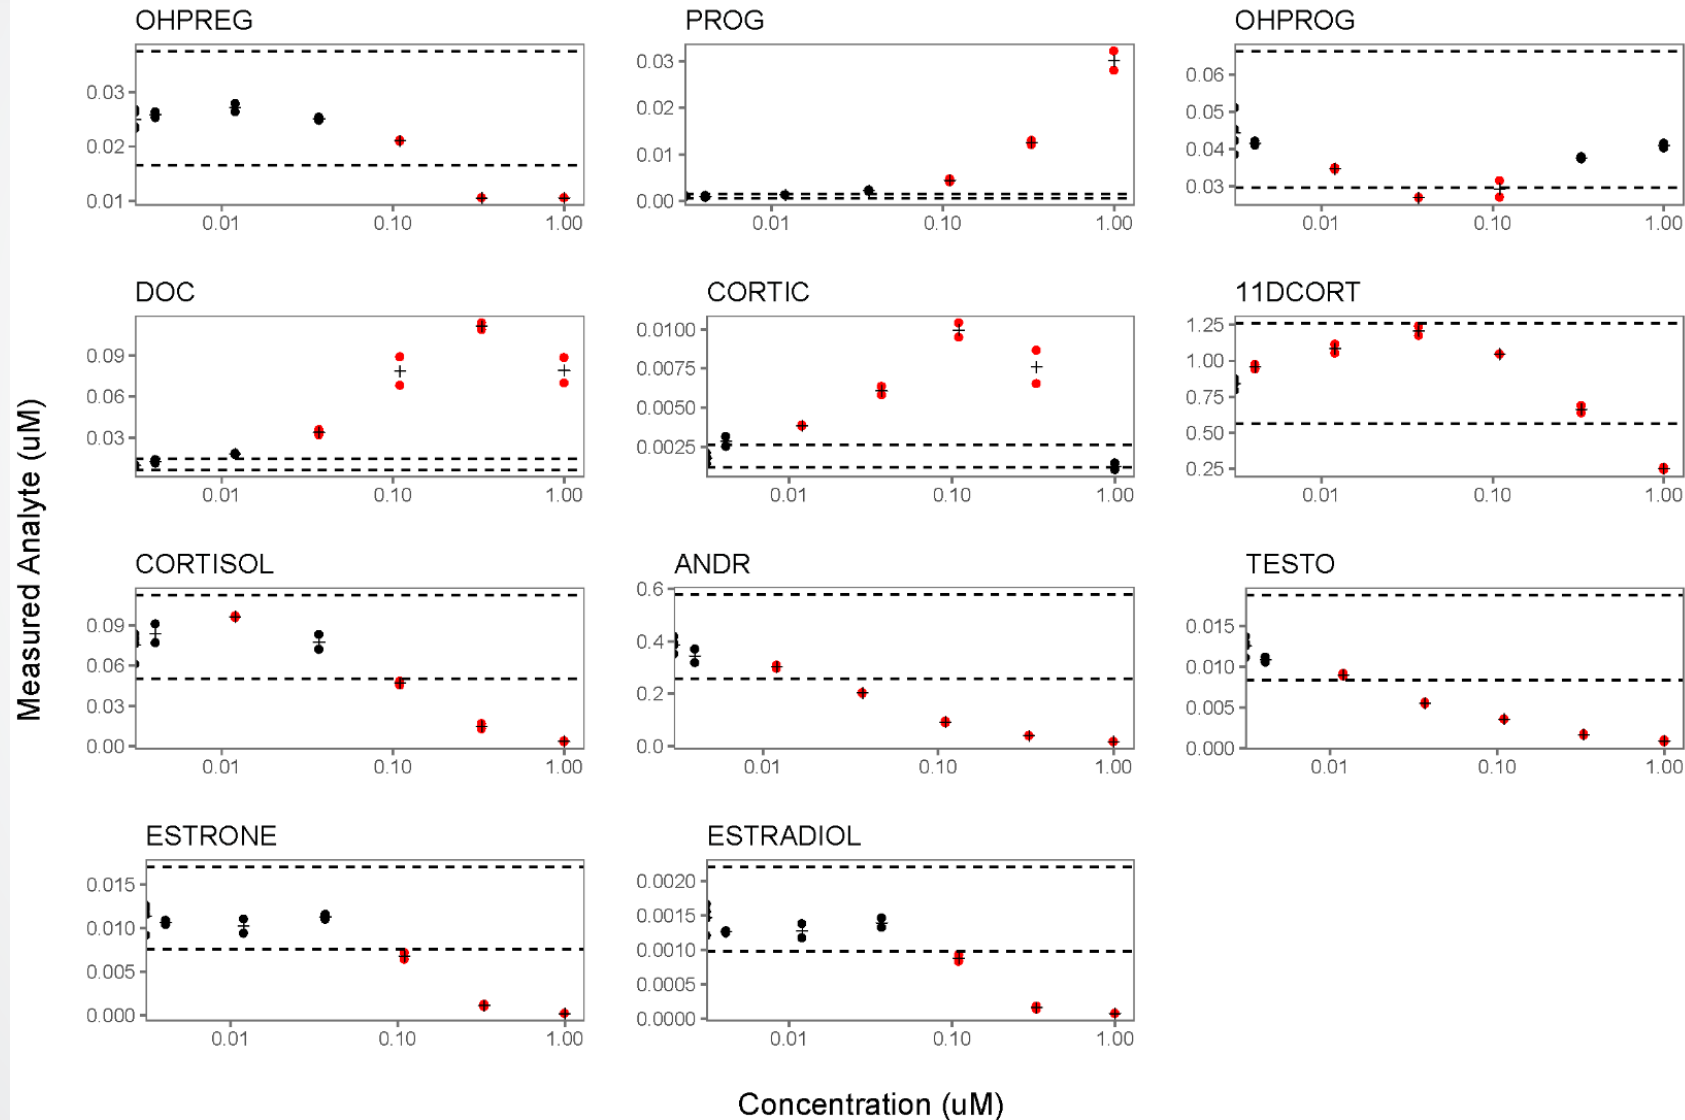 OHPREG PROG OHPROG
0.03 0.03 0.06
0.02 0.05
0.02 0.01 0.04
0.01 0.00 0.03
0.01 0.10 1.00 0.01 0.10 1.00 0.01 0.10 1.00
DOC CORTIC 11DCORT
0.0100 1.25
0.09 0.0075 1.00
0.06 0.0050 0.75
0.03 0.0025 0.50
0.25
0.01 0.10 1.00 0.01 0.10 1.00 0.01 0.10 1.00
CORTISOL ANDR TESTO
0.6
0.09 0.4 0.015
0.06 0.2 0.010
0.03 0.005
0.00 0.0 0.000
0.01 0.10 1.00 0.01 0.10 1.00 0.01 0.10 1.00
ESTRONE ESTRADIOL
0.015 0.0020
0.010 0.0015
0.0010
0.005 0.0005
0.000 0.0000
0.01 0.10 1.00 0.01 0.10 1.00
Measured Analyte (uM)
Concentration (uM)